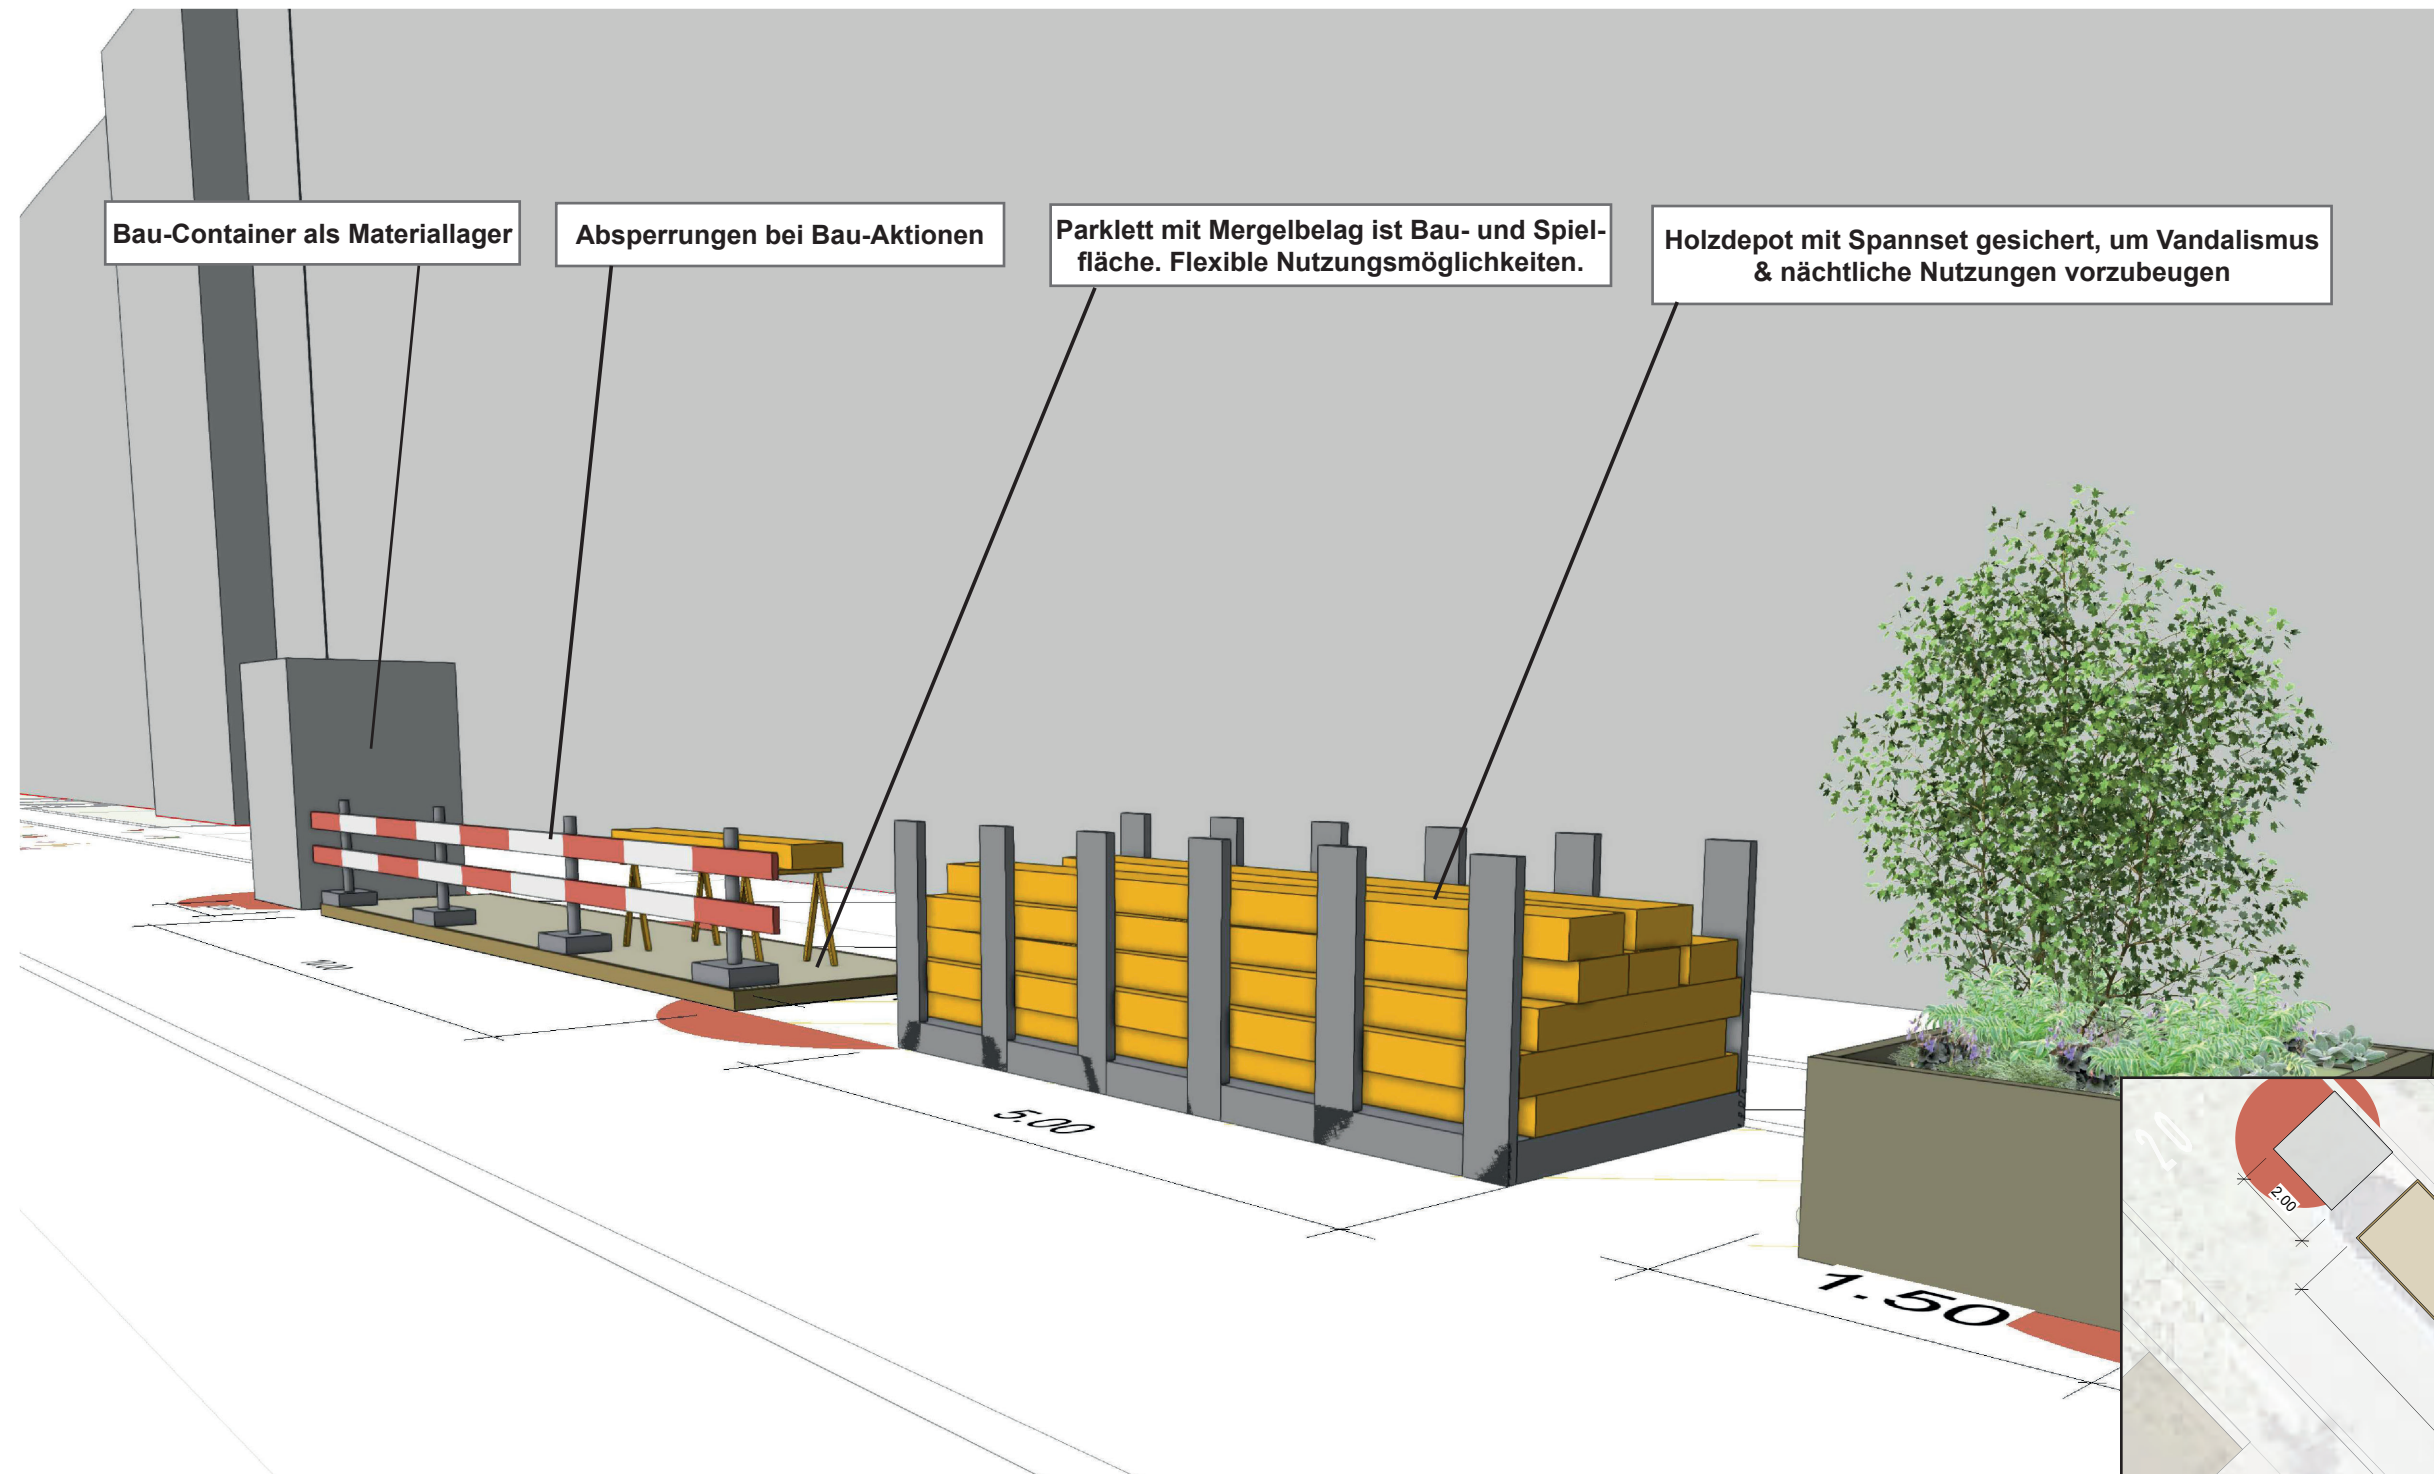 Bau-Container als Materiallager
Absperrungen bei Bau-Aktionen
Parklett mit Mergelbelag ist Bau- und Spiel-
fläche. Flexible Nutzungsmöglichkeiten.
Holzdepot mit Spannset gesichert, um Vandalismus
& nächtliche Nutzungen vorzubeugen
5.00
1.50
20
2.00